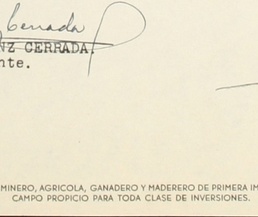 Cerrada
NZ CERRADA.
nte.
MINERO, AGRICOLA, GANADERO Y MADERERO DE PRIMERA IM
CAMPO PROPICIO PARA TODA CLASE DE INVERSIONES.